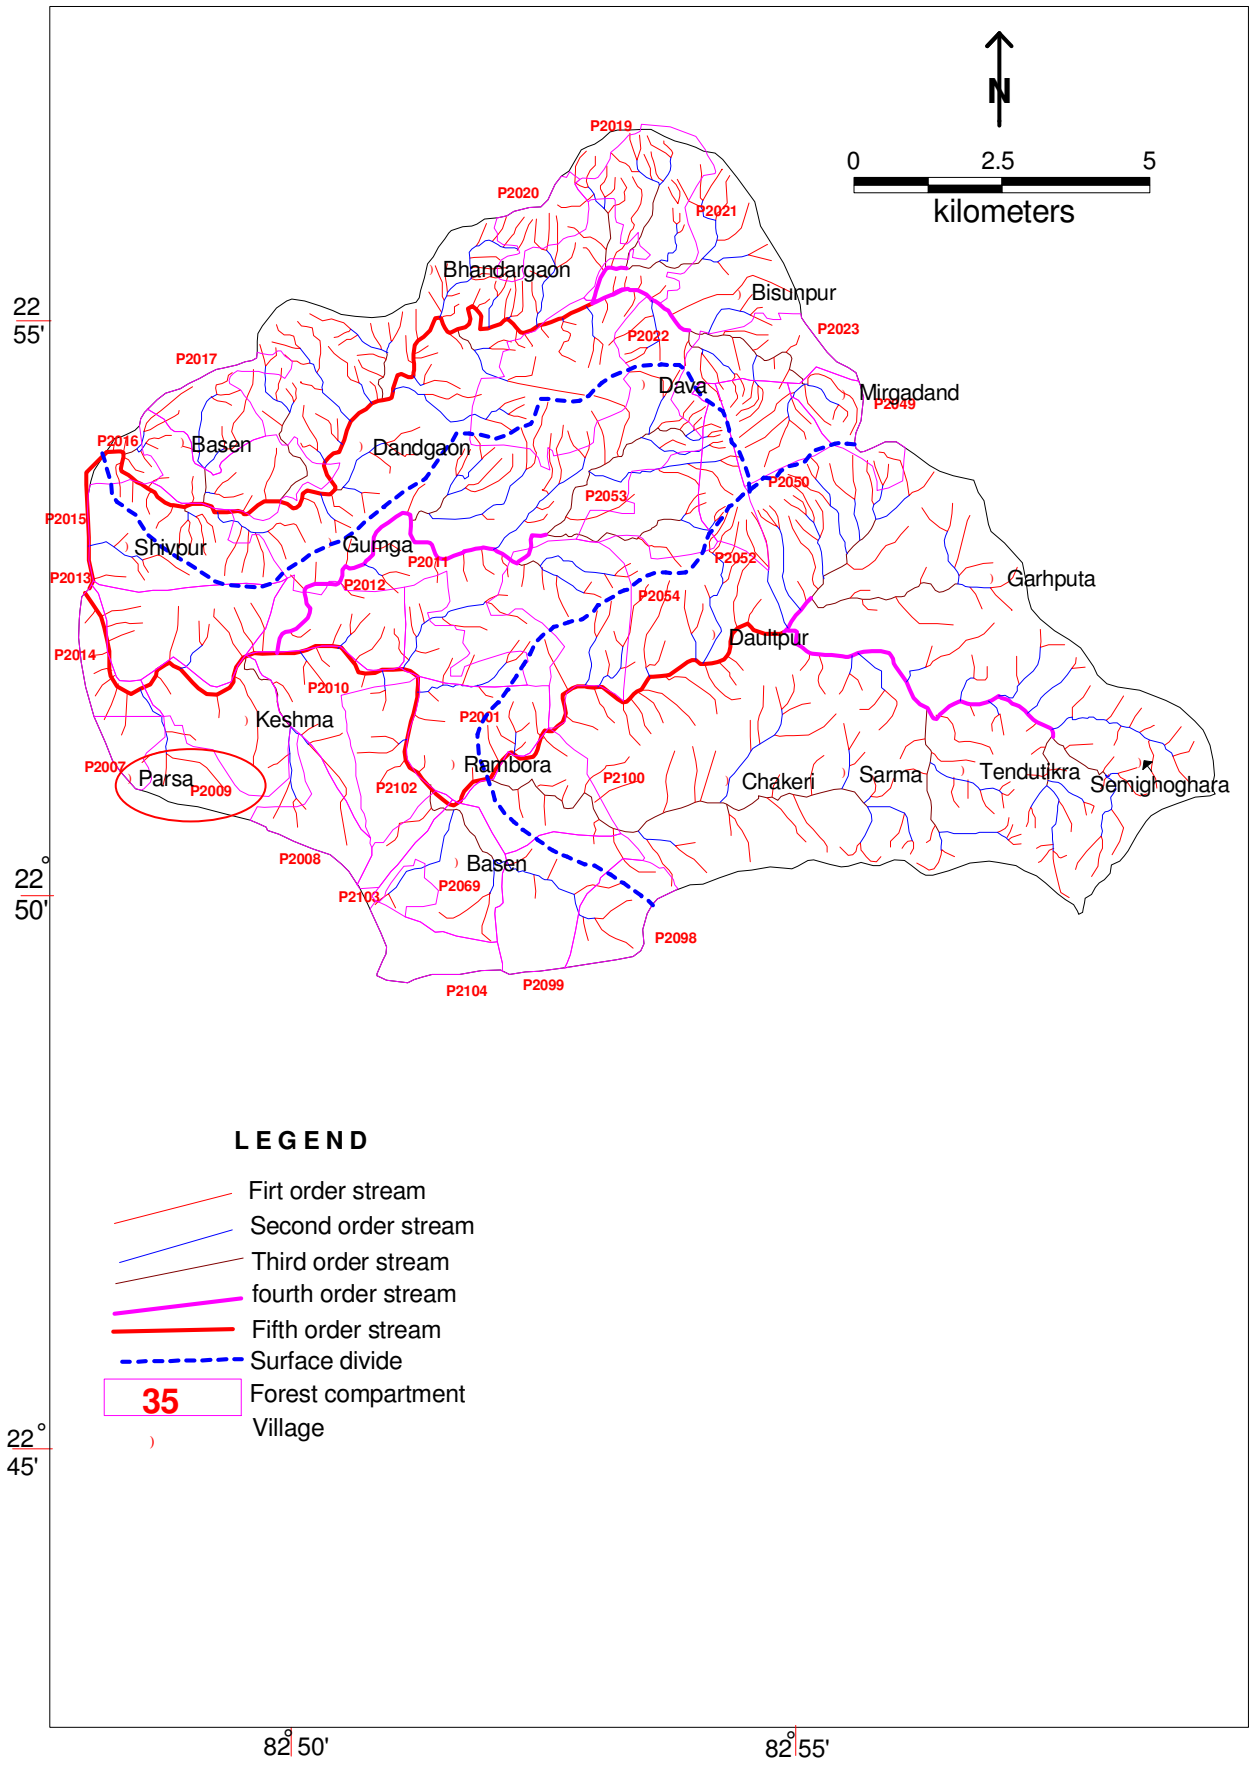 N
0 2.5 5
kilometers
P2019
P2020
P2021
Bhandargaon
Bisunpur
22
55'
P2022
P2023
P2017
Dava
Mirgadand
P2049
P2016
Basen
Dandgaon
P2050
P2053
P2015
Shivpur
Gumga
P2011
P2052
P2013
P2012
Garhputa
P2054
Daultpur
P2014
P2010
Keshma
P2001
Rambora
P2007
Parsa
P2009
P2102
P2100
Chakeri
Sarma
Tendutikra
Semighoghara
P2008
Basen
P2069
P2103
22°
50'
P2098
P2099
P2104
LEGEND
Firt order stream
Second order stream
Third order stream
fourth order stream
Fifth order stream
Surface divide
35 Forest compartment
Village
22°
45'
82°50' 82°55'